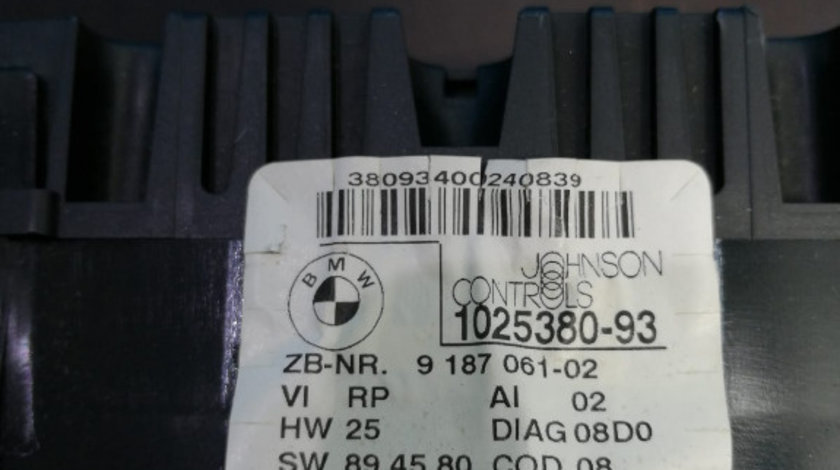 38093400240839
BMW
JOHNSON
CONTROLS
1025380-93
ZB-NR. 9 187 061-02
VI RP AI 02
HW 25 DIAG 08D0
SW 89 45 80 COD 08